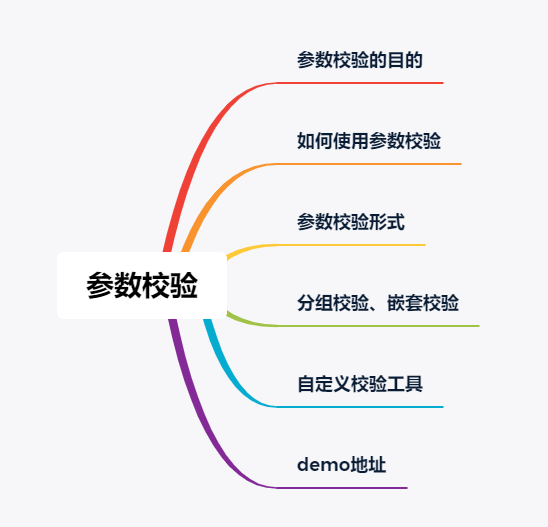 参数校验的目的
如何使用参数校验
参数校验形式
参数校验
分组校验、嵌套校验
自定义校验工具
demo地址